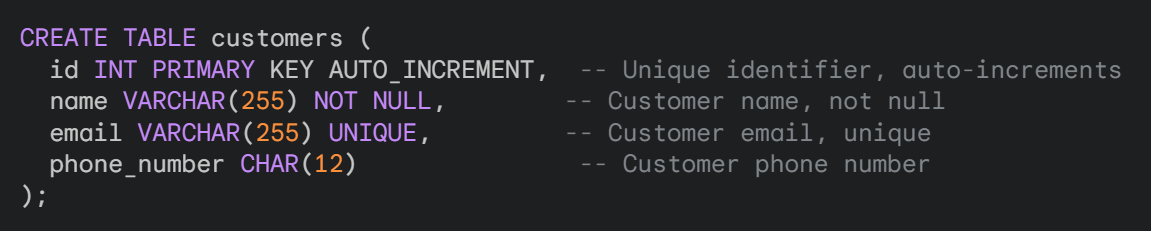 CREATE TABLE customers (
  id INT PRIMARY KEY AUTO_INCREMENT,  -- Unique identifier, auto-increments
  name VARCHAR(255) NOT NULL,        -- Customer name, not null
  email VARCHAR(255) UNIQUE,         -- Customer email, unique
  phone_number CHAR(12)               -- Customer phone number
);